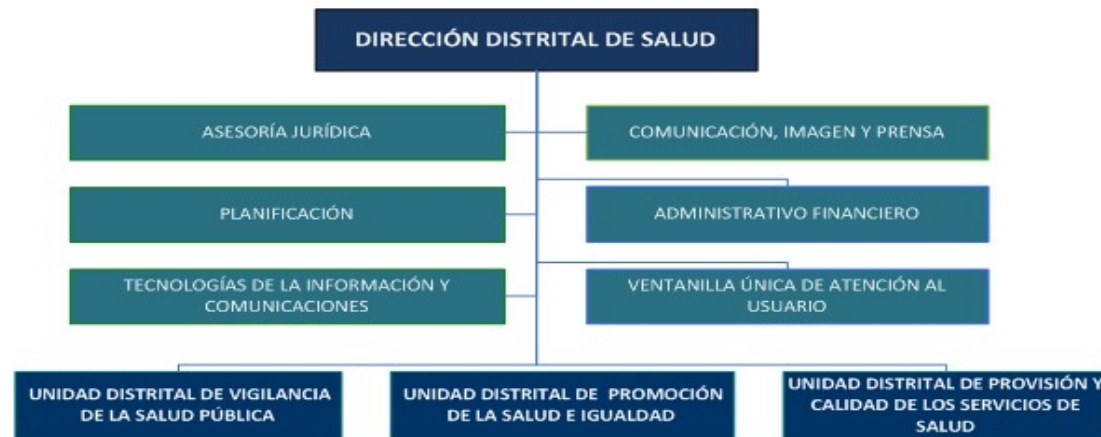 DIRECCIÓN DISTRITAL DE SALUD
ASESORÍA JURÍDICA
COMUNICACIÓN, IMAGEN Y PRENSA
PLANIFICACIÓN
ADMINISTRATIVO FINANCIERO
TECNOLOGÍAS DE LA INFORMACIÓN Y
COMUNICACIONES
VENTANILLA ÚNICA DE ATENCIÓN AL
USUARIO
UNIDAD DISTRITAL DE VIGILANCIA
DE LA SALUD PÚBLICA
UNIDAD DISTRITAL DE PROMOCIÓN
DE LA SALUD E IGUALDAD
UNIDAD DISTRITAL DE PROVISIÓN Y
CALIDAD DE LOS SERVICIOS DE
SALUD